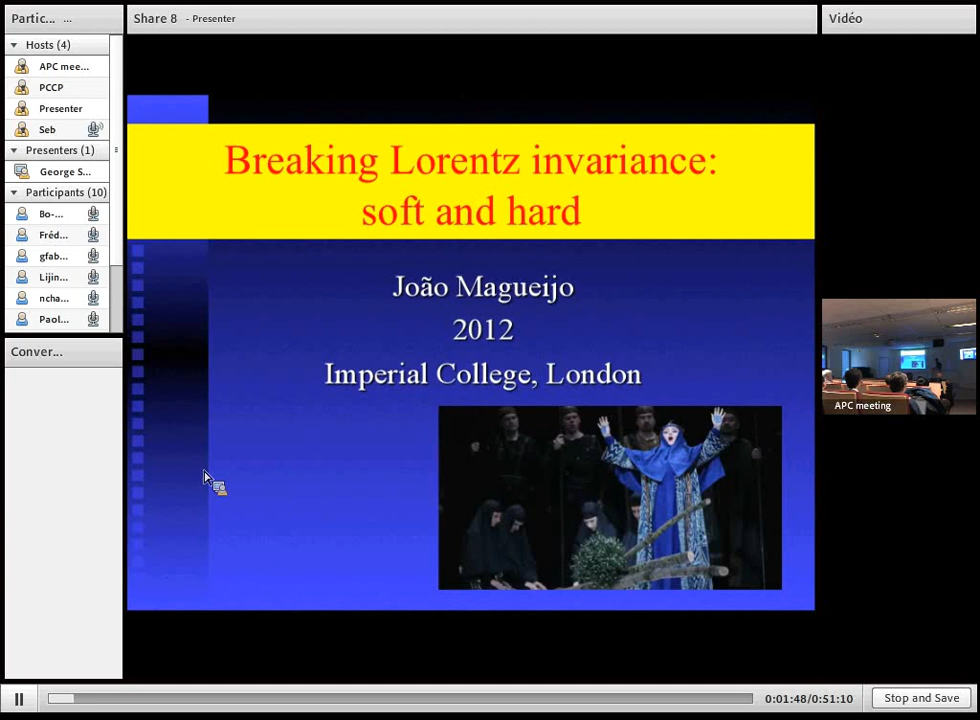 Partic... ...
Hosts (4)
APC mee...
PCCP
Presenter
Seb
Presenters (1)
George S...
Participants (10)
Bo-...
Fréd...
gfab...
Lijin...
ncha...
Paol...
Conver...
Share 8 - Presenter
Breaking Lorentz invariance:
soft and hard
João Magueijo
2012
Imperial College, London
Vidéo
APC meeting
0:01:48/0:51:10
Stop and Save